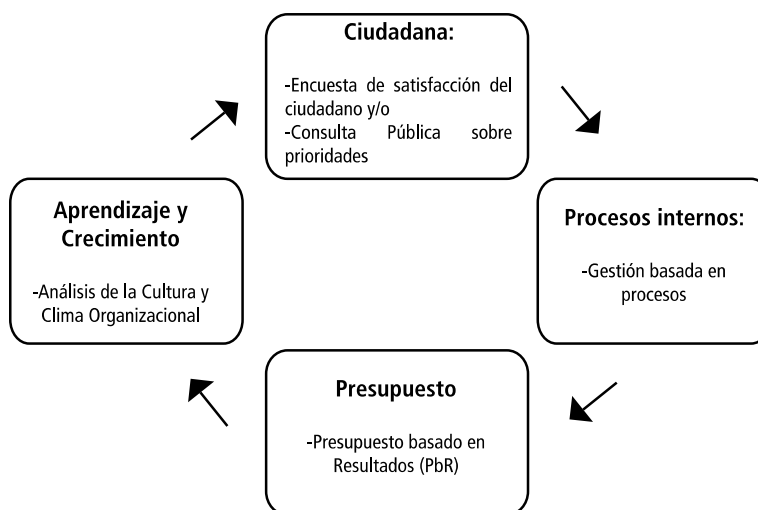 Ciudadana:
-Encuesta de satisfacción del
ciudadano y/o
-Consulta Pública sobre
prioridades
Aprendizaje y
Crecimiento
-Análisis de la Cultura y
Clima Organizacional
Procesos internos:
-Gestión basada en
procesos
Presupuesto
-Presupuesto basado en
Resultados (PbR)